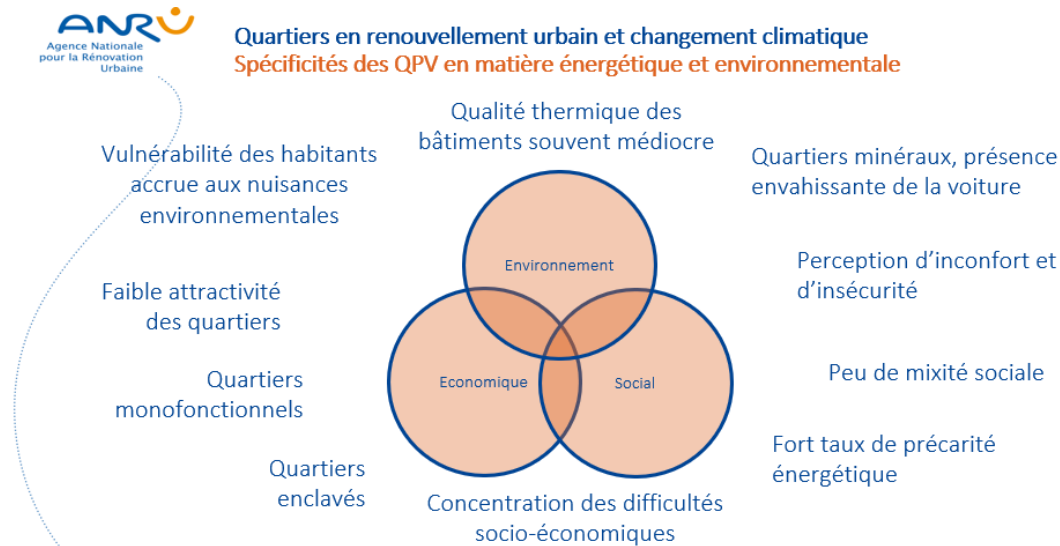 ANRU
Agence Nationale
pour la Rénovation
Urbaine
Quartiers en renouvellement urbain et changement climatique
Spécificités des QPV en matière énergétique et environnementale
Qualité thermique des
bâtiments souvent médiocre
Vulnérabilité des habitants
accrue aux nuisances
environnementales
Quartiers minéraux, présence
envahissante de la voiture
Environnement
Perception d’inconfort et
d’insécurité
Faible attractivité
des quartiers
Economique
Social
Peu de mixité sociale
Quartiers
monofonctionnels
Fort taux de précarité
énergétique
Quartiers
enclavés
Concentration des difficultés
socio-économiques